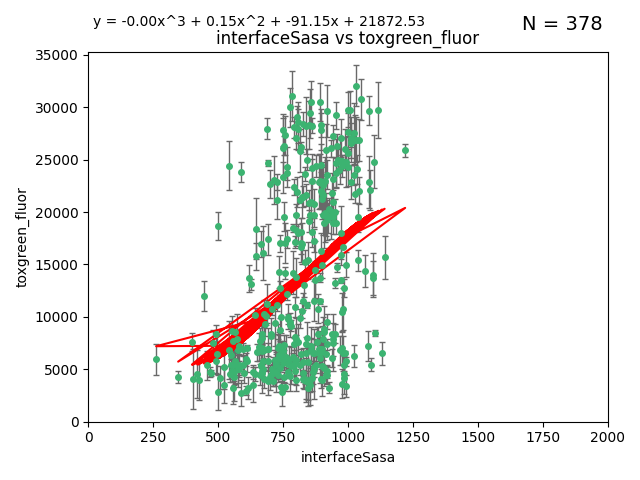 y = -0.00x^3 + 0.15x^2 + -91.15x + 21872.53
N = 378
interfaceSasa vs toxgreen_fluor
35000
30000
25000
20000
15000
10000
5000
0
toxgreen_fluor
0 250 500 750 1000 1250 1500 1750 2000
interfaceSasa